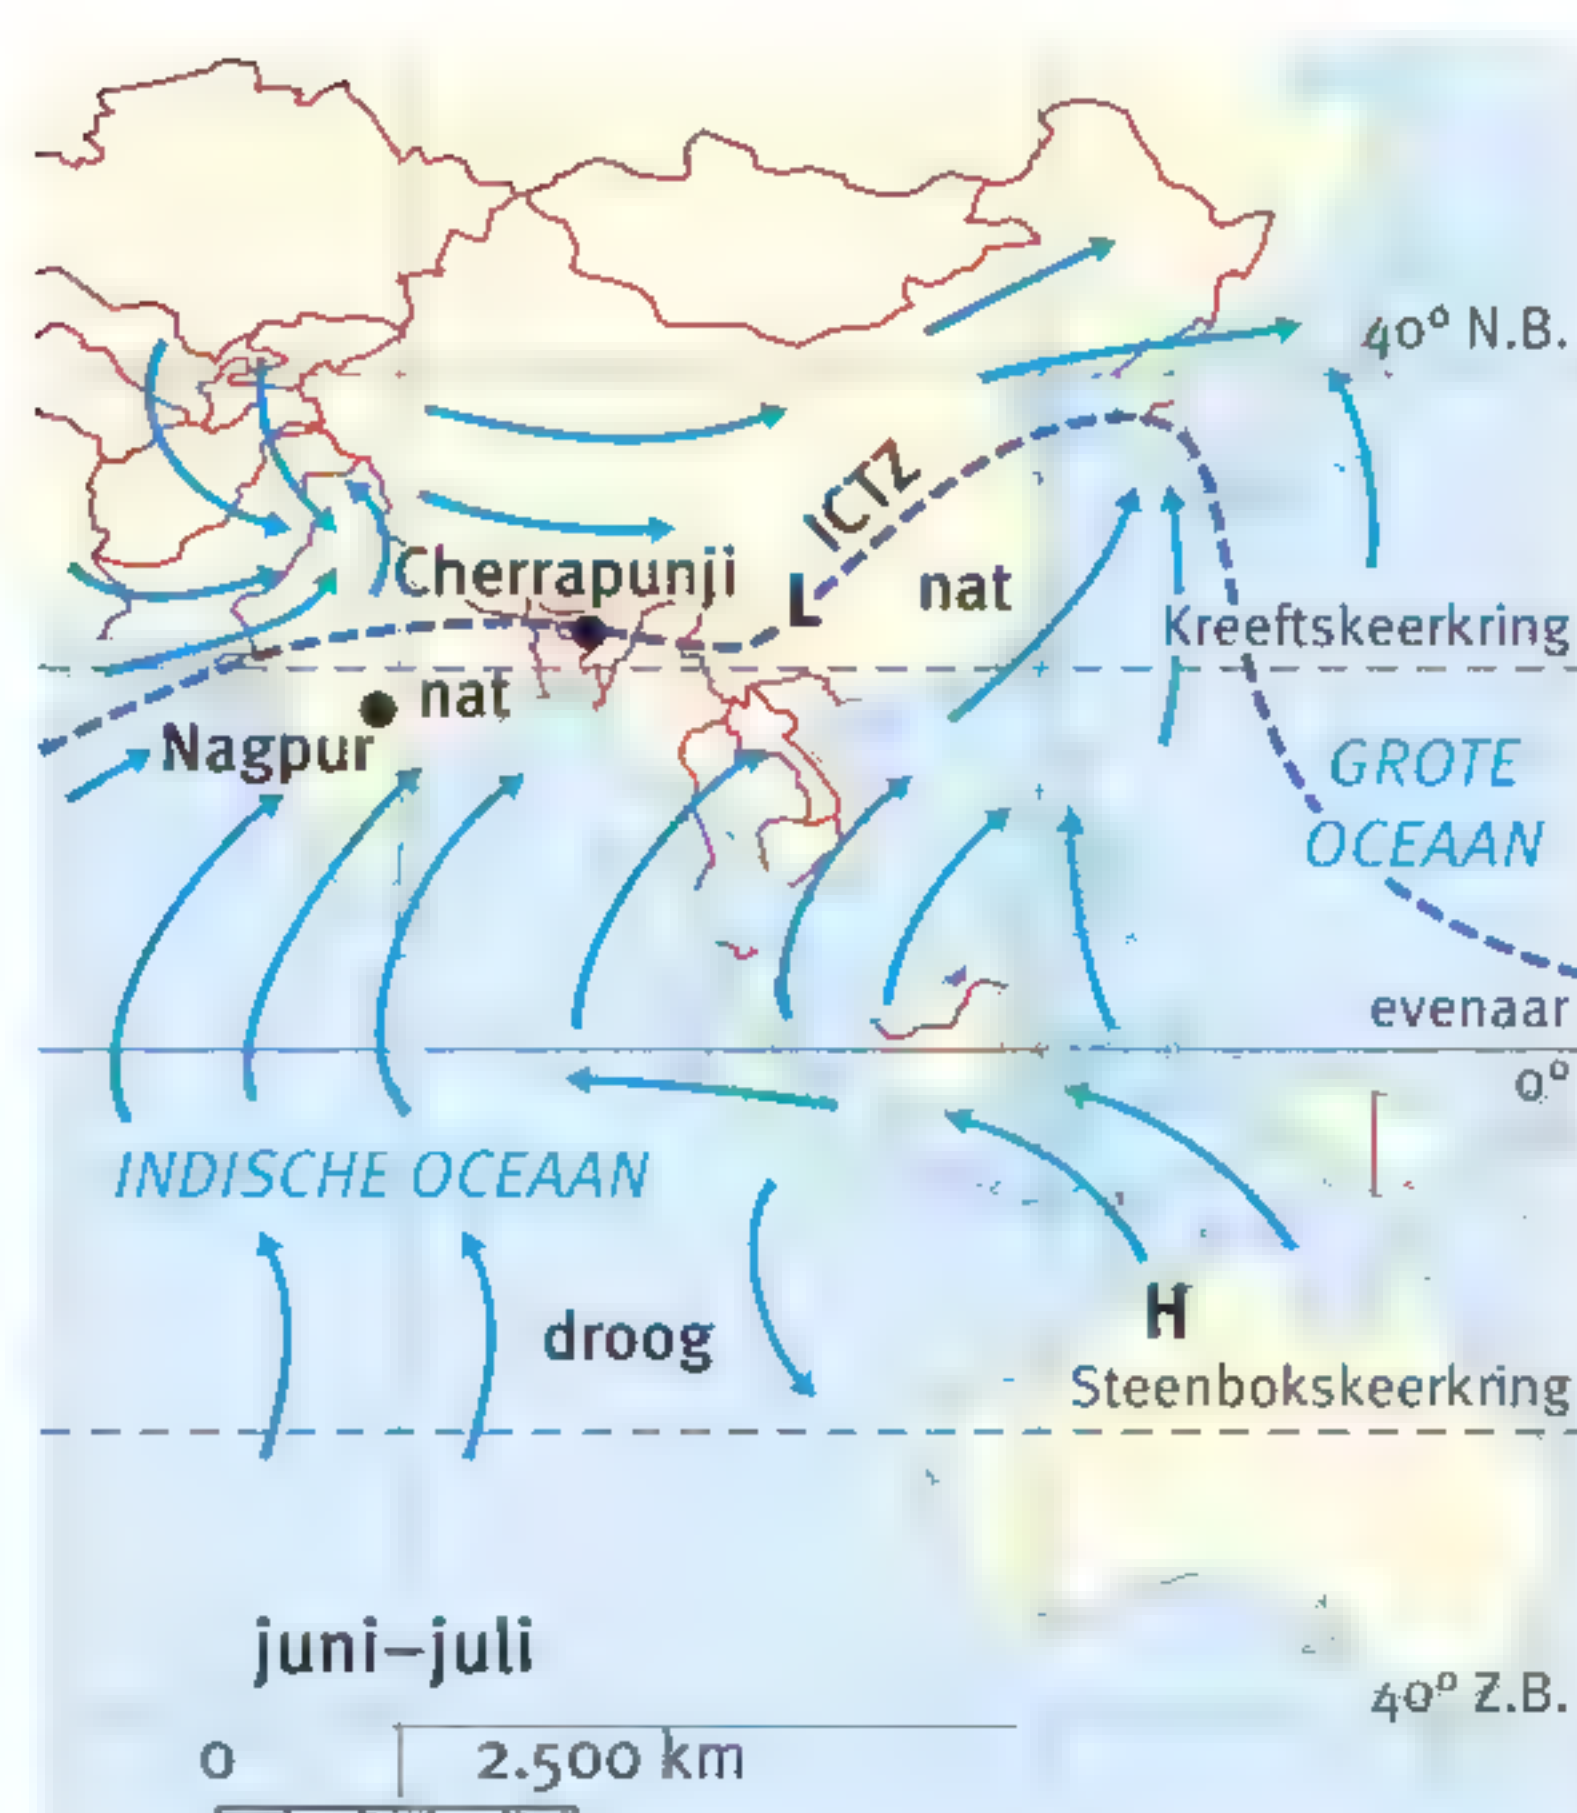 40° N.B.
ICTZ
Cherrapunji
L
nat
Kreeftskeerkring
nat
Nagpur
GROTE
OCEAAN
evenaar
0°
INDISCHE OCEAAN
H
droog
Steenbokskeerkring
juni–juli
40° Z.B.
0 2.500 km